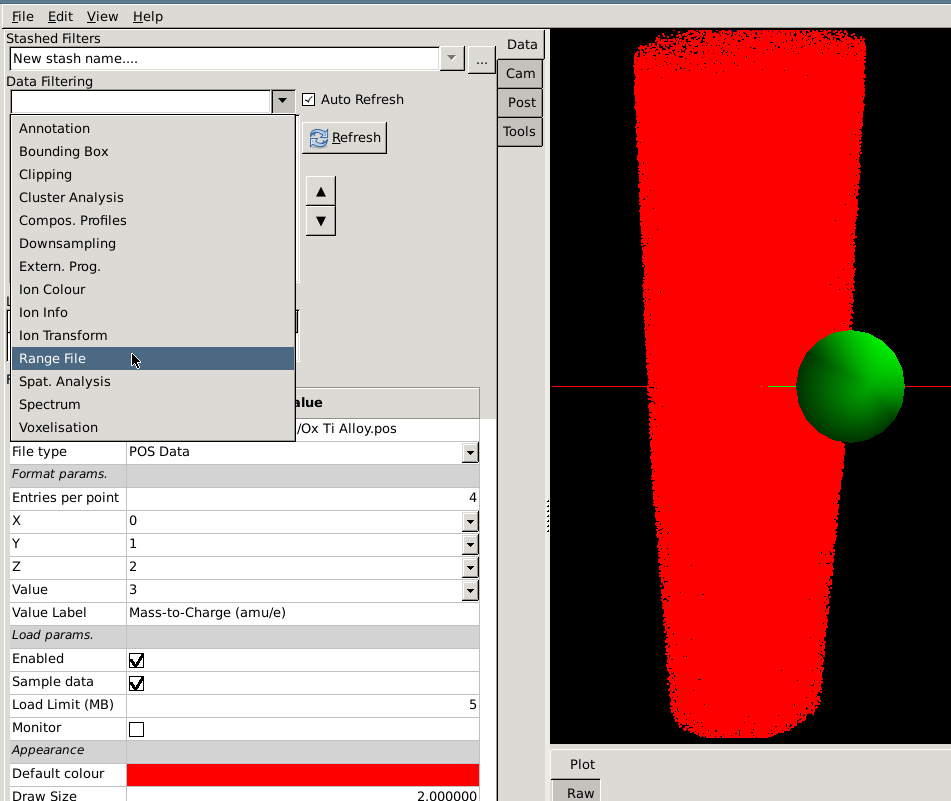 File Edit View Help
Stashed Filters
New stash name....
...
Data Filtering
Auto Refresh
Refresh
Annotation
Bounding Box
Clipping
Cluster Analysis
Compos. Profiles
Downsampling
Extern. Prog.
Ion Colour
Ion Info
Ion Transform
Range File
Spat. Analysis
Spectrum
Voxelisation
alue
/Ox Ti Alloy.pos
File type POS Data
Format params.
Entries per point 4
X 0
Y 1
Z 2
Value 3
Value Label Mass-to-Charge (amu/e)
Load params.
Enabled
Sample data
Load Limit (MB) 5
Monitor
Appearance
Default colour
Draw Size 2.000000
Data
Cam
Post
Tools
Plot
Raw